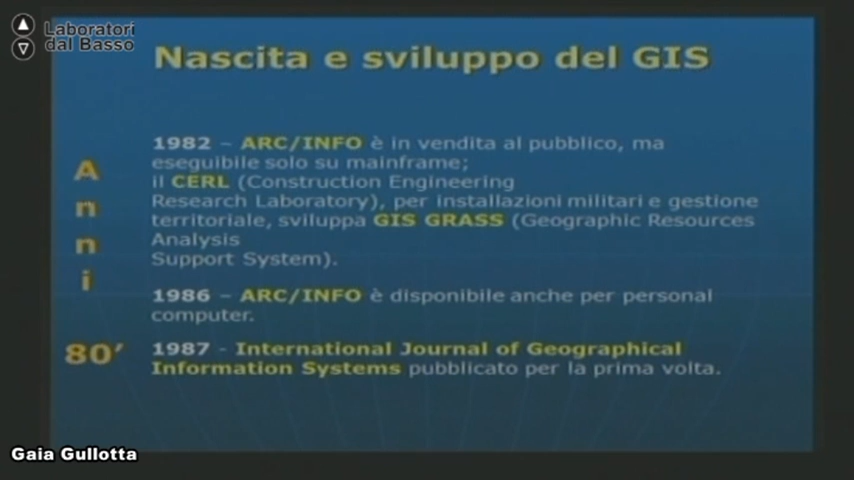 Laboratori
dal Basso
Nascita e sviluppo del GIS
Anni
80’
1982 – ARC/INFO è in vendita al pubblico, ma
eseguibile solo su mainframe;
il CERL (Construction Engineering
Research Laboratory), per installazioni militari e gestione
territoriale, sviluppa GIS GRASS (Geographic Resources
Analysis
Support System).
1986 – ARC/INFO è disponibile anche per personal
computer.
1987 - International Journal of Geographical
Information Systems pubblicato per la prima volta.
Gaia Gullotta